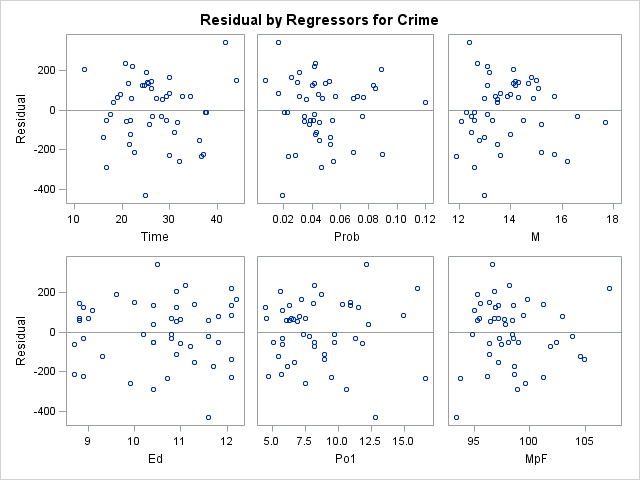 Residual by Regressors for Crime
Residual
200
0
-200
-400
10 20 30 40
Time
0.02 0.04 0.06 0.08 0.10 0.12
Prob
12 14 16 18
M
Residual
200
0
-200
-400
9 10 11 12
Ed
5.0 7.5 10.0 12.5 15.0
Po1
95 100 105
MpF